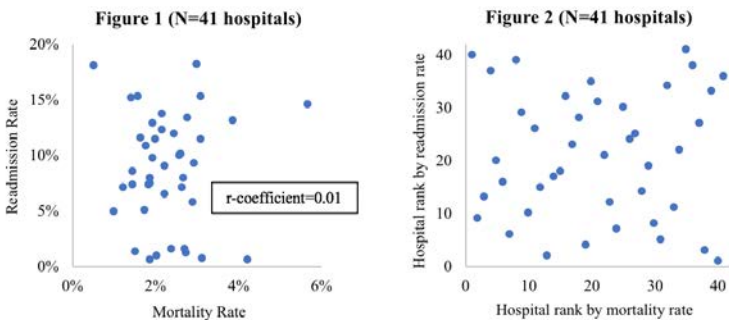 Figure 1 (N=41 hospitals)
20%
15%
10%
5%
0%
Readmission Rate
r-coefficient=0.01
0% 2% 4% 6%
Mortality Rate
Figure 2 (N=41 hospitals)
40
30
20
10
0
Hospital rank by readmission rate
0 10 20 30 40
Hospital rank by mortality rate